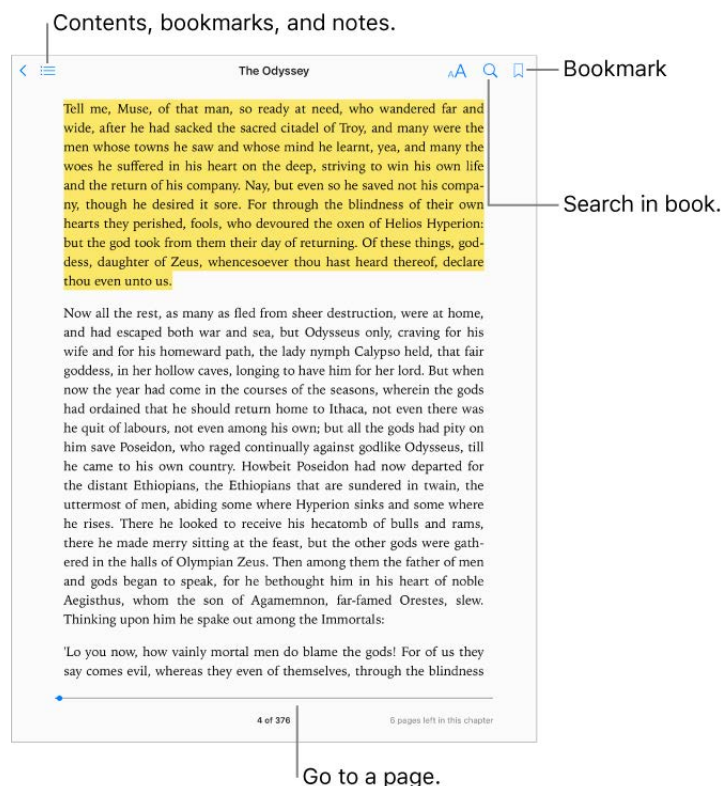 Contents, bookmarks, and notes.
The Odyssey
AA
Bookmark
Tell me, Muse, of that man, so ready at need, who wandered far and
wide, after he had sacked the sacred citadel of Troy, and many were the
men whose towns he saw and whose mind he learnt, yea, and many the
woes he suffered in his heart on the deep, striving to win his own life
and the return of his company. Nay, but even so he saved not his compa-
ny, though he desired it sore. For through the blindness of their own
hearts they perished, fools, who devoured the oxen of Helios Hyperion:
but the god took from them their day of returning. Of these things, god-
dess, daughter of Zeus, whencesoever thou hast heard thereof, declare
thou even unto us.
Search in book.
Now all the rest, as many as fled from sheer destruction, were at home,
and had escaped both war and sea, but Odysseus only, craving for his
wife and for his homeward path, the lady nymph Calypso held, that fair
goddess, in her hollow caves, longing to have him for her lord. But when
now the year had come in the courses of the seasons, wherein the gods
had ordained that he should return home to Ithaca, not even there was
he quit of labours, not even among his own; but all the gods had pity on
him save Poseidon, who raged continually against godlike Odysseus, till
he came to his own country. Howbeit Poseidon had now departed for
the distant Ethiopians, the Ethiopians that are sundered in twain, the
uttermost of men, abiding some where Hyperion sinks and some where
he rises. There he looked to receive his hecatomb of bulls and rams,
there he made merry sitting at the feast, but the other gods were gath-
ered in the halls of Olympian Zeus. Then among them the father of men
and gods began to speak, for he bethought him in his heart of noble
Aegisthus, whom the son of Agamemnon, far-famed Orestes, slew.
Thinking upon him he spake out among the Immortals:
'Lo you now, how vainly mortal men do blame the gods! For of us they
say comes evil, whereas they even of themselves, through the blindness
4 of 376
6 pages left in this chapter
Go to a page.